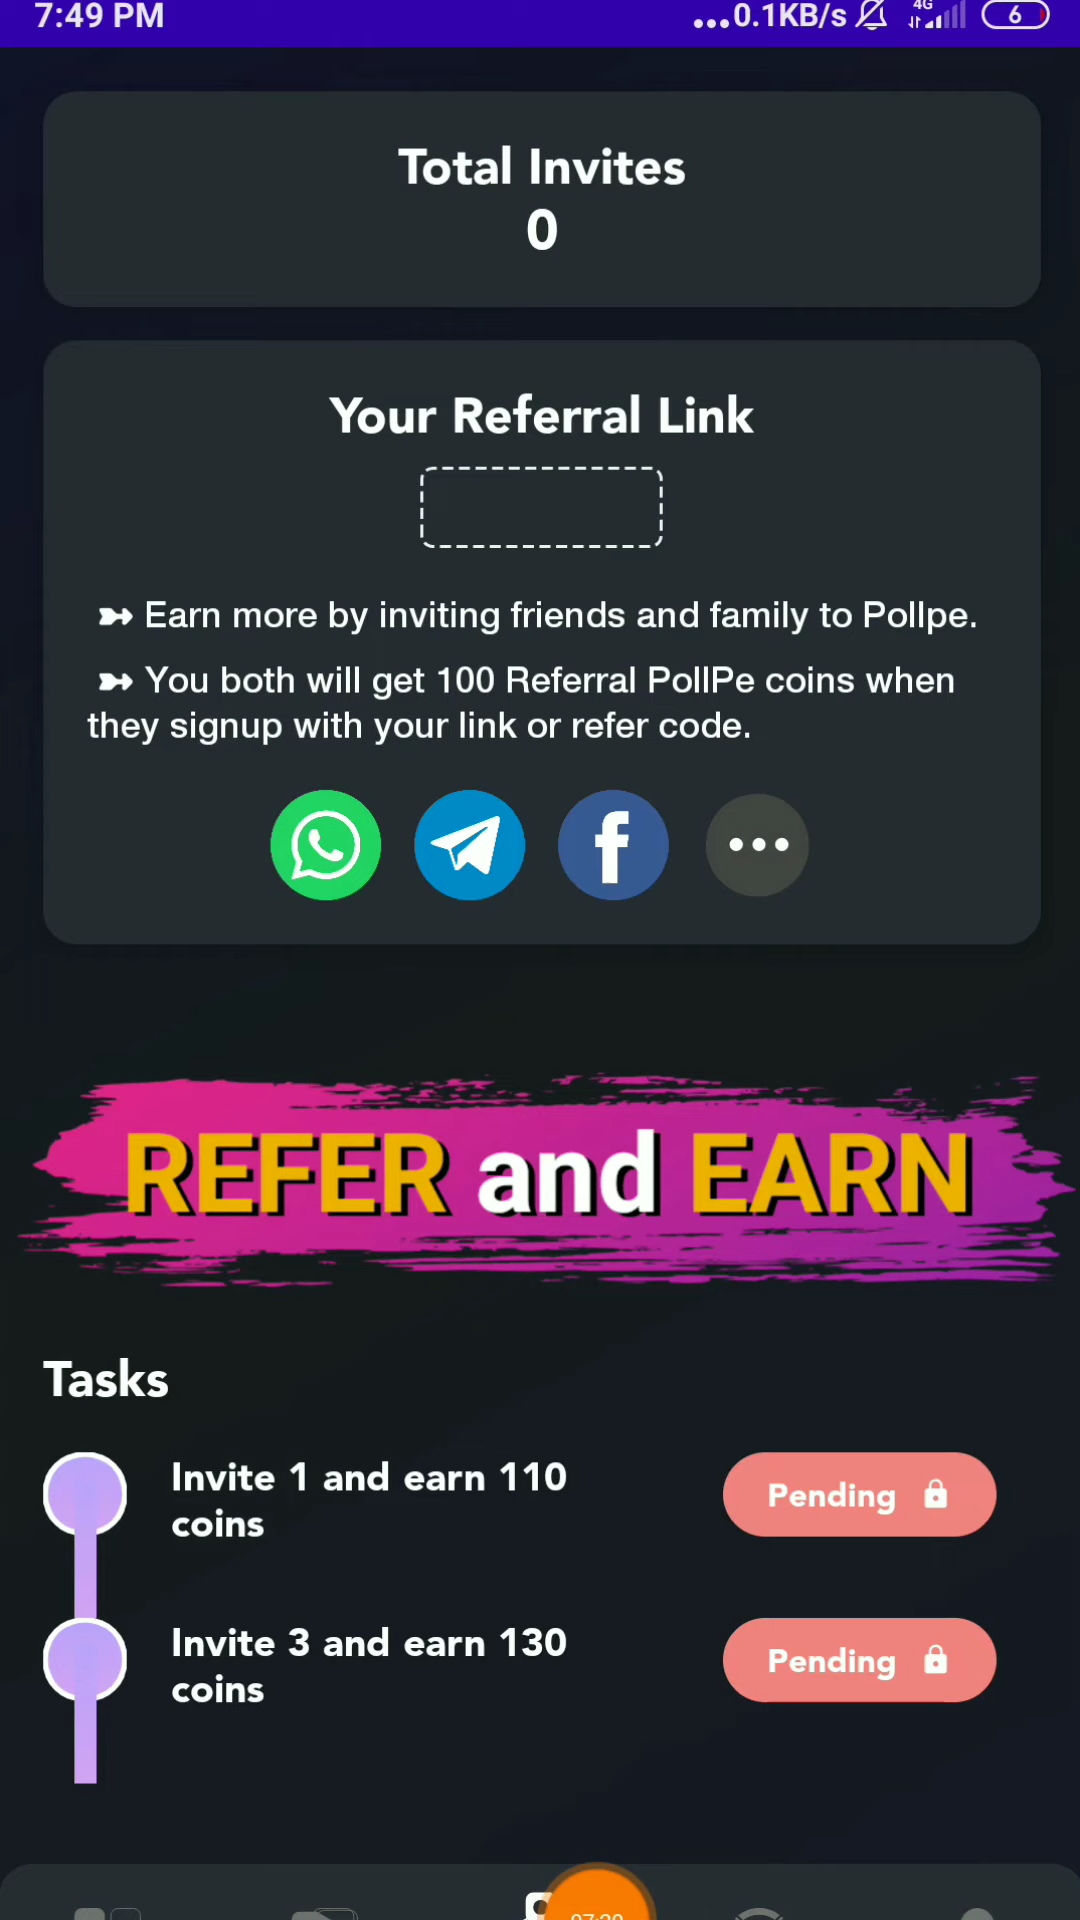 7:49 PM
...0.1KB/s 4G 6
Total Invites
0
Your Referral Link
➳ Earn more by inviting friends and family to Pollpe.
➳ You both will get 100 Referral PollPe coins when
they signup with your link or refer code.
REFER and EARN
Tasks
Invite 1 and earn 110
coins
Pending
Invite 3 and earn 130
coins
Pending